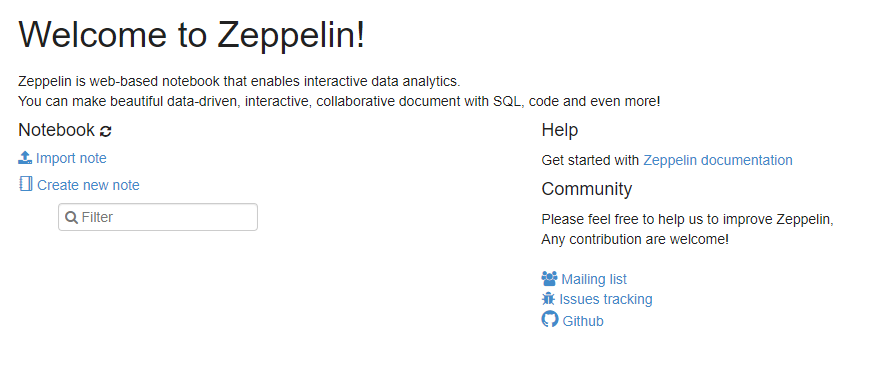 Welcome to Zeppelin!
Zeppelin is web-based notebook that enables interactive data analytics.
You can make beautiful data-driven, interactive, collaborative document with SQL, code and even more!
Notebook
Import note
Create new note
Filter
Help
Get started with Zeppelin documentation
Community
Please feel free to help us to improve Zeppelin,
Any contribution are welcome!
Mailing list
Issues tracking
Github